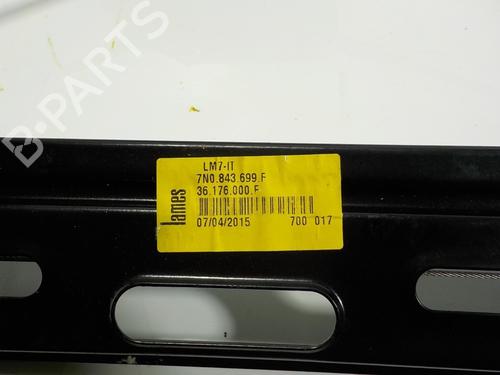 B-PARTS
LM7-IT
7N0.843.699.F
36.176.000.F
lames
07/04/2015 700 017